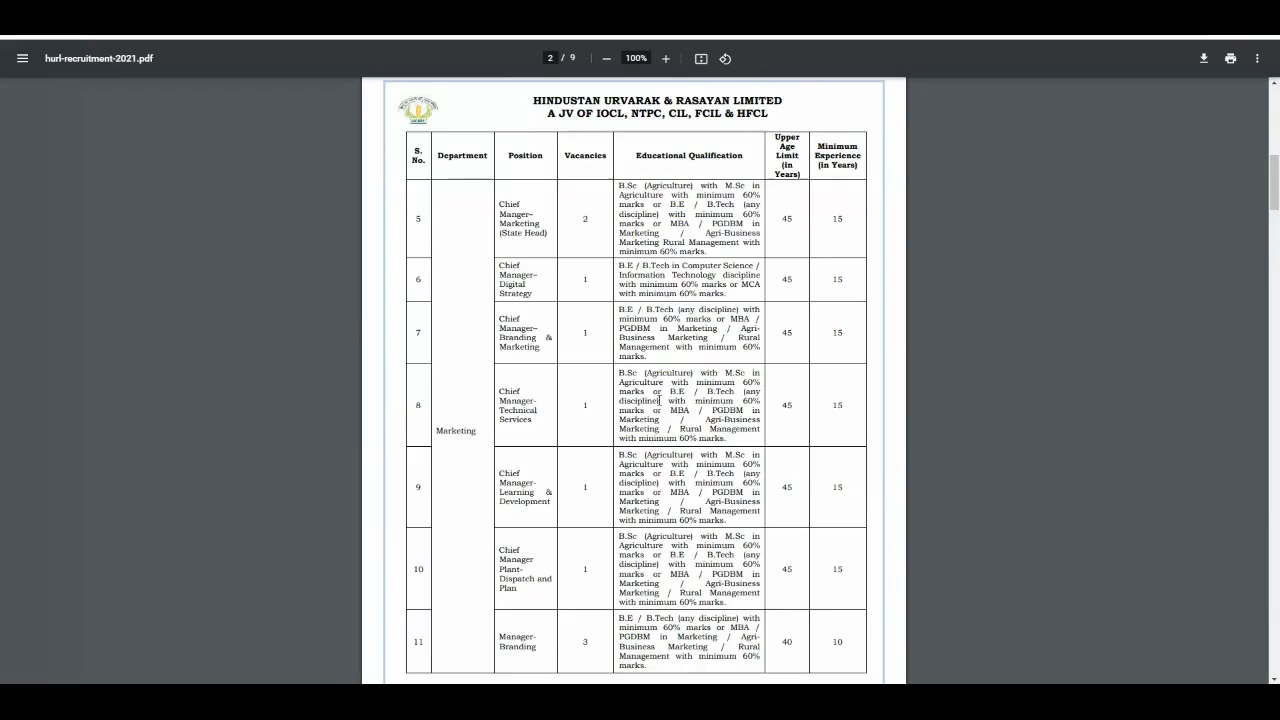 hurl-recruitment-2021.pdf
2 / 9
100%
HINDUSTAN URVARAK & RASAYAN LIMITED
A JV OF IOCL, NTPC, CIL, FCIL & HFCL
S. No. Department Position Vacancies Educational Qualification Upper Age Limit (in Years) Minimum Experience (in Years)
Marketing
5
Chief
Manger–
Marketing
(State Head)
2
B.Sc (Agriculture) with M.Sc in
Agriculture with minimum 60%
marks or B.E / B.Tech (any
discipline) with minimum 60%
marks or MBA / PGDBM in
Marketing / Agri-Business
Marketing Rural Management with
minimum 60% marks.
45
15
6
Chief
Manager–
Digital
Strategy
1
B.E / B.Tech in Computer Science /
Information Technology discipline
with minimum 60% marks or MCA
with minimum 60% marks.
45
15
7
Chief
Manager–
Branding &
Marketing
1
B.E / B.Tech (any discipline) with
minimum 60% marks or MBA /
PGDBM in Marketing / Agri-
Business Marketing / Rural
Management with minimum 60%
marks.
45
15
8
Chief
Manager-
Technical
Services
1
B.Sc (Agriculture) with M.Sc in
Agriculture with minimum 60%
marks or B.E / B.Tech (any
discipline) with minimum 60%
marks or MBA / PGDBM in
Marketing / Agri-Business
Marketing / Rural Management
with minimum 60% marks.
45
15
9
Chief
Manager-
Learning &
Development
1
B.Sc (Agriculture) with M.Sc in
Agriculture with minimum 60%
marks or B.E / B.Tech (any
discipline) with minimum 60%
marks or MBA / PGDBM in
Marketing / Agri-Business
Marketing / Rural Management
with minimum 60% marks.
45
15
10
Chief
Manager
Plant-
Dispatch and
Plan
1
B.Sc (Agriculture) with M.Sc in
Agriculture with minimum 60%
marks or B.E / B.Tech (any
discipline) with minimum 60%
marks or MBA / PGDBM in
Marketing / Agri-Business
Marketing / Rural Management
with minimum 60% marks.
45
15
11
Manager-
Branding
3
B.E / B.Tech (any discipline) with
minimum 60% marks or MBA /
PGDBM in Marketing / Agri-
Business Marketing / Rural
Management with minimum 60%
marks.
40
10